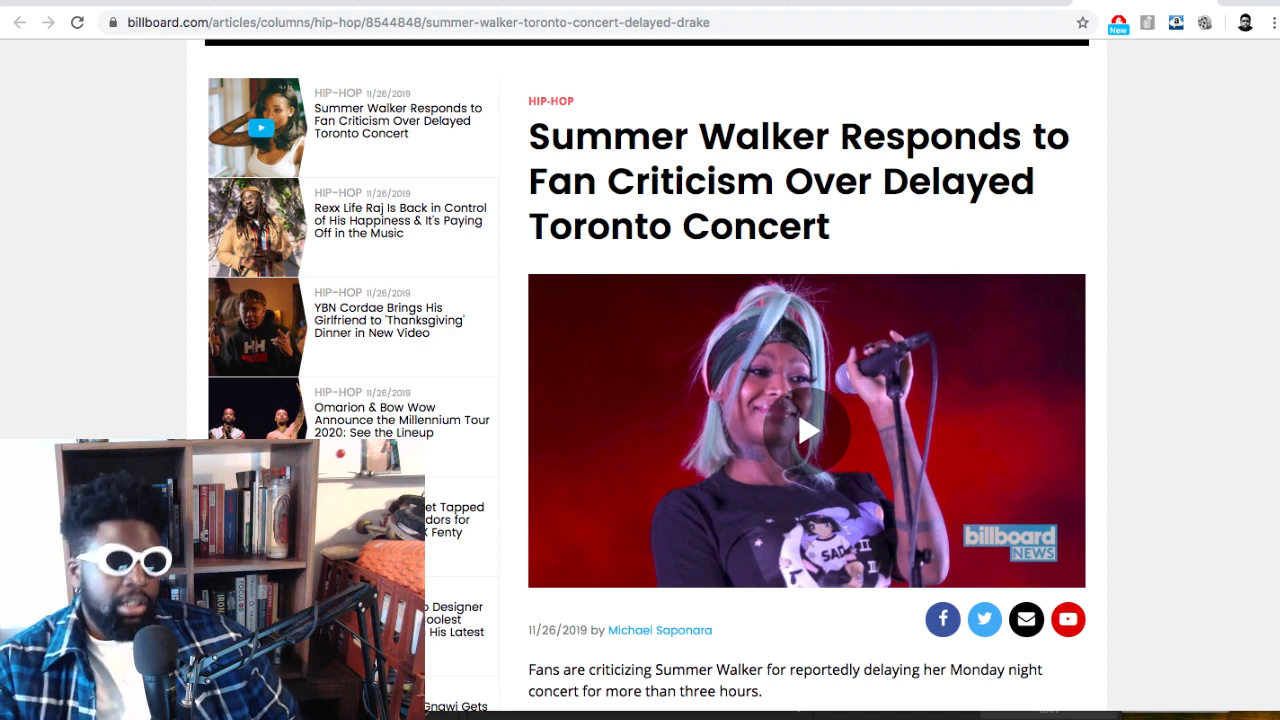 billboard.com/articles/columns/hip-hop/8544848/summer-walker-toronto-concert-delayed-drake
New
HIP-HOP 11/26/2019
Summer Walker Responds to
Fan Criticism Over Delayed
Toronto Concert
HIP-HOP 11/26/2019
Rexx Life Raj Is Back in Control
of His Happiness & It's Paying
Off in the Music
HIP-HOP 11/26/2019
YBN Cordae Brings His
Girlfriend to 'Thanksgiving'
Dinner in New Video
HIP-HOP 11/26/2019
Omarion & Bow Wow
Announce the Millennium Tour
2020: See the Lineup
et Tapped
dors for
X Fenty
o Designer
oolest
His Latest
Gnawi Gets
HIP-HOP
Summer Walker Responds to
Fan Criticism Over Delayed
Toronto Concert
SAD
II
billboard
NEWS
11/26/2019 by Michael Saponara
Fans are criticizing Summer Walker for reportedly delaying her Monday night
concert for more than three hours.